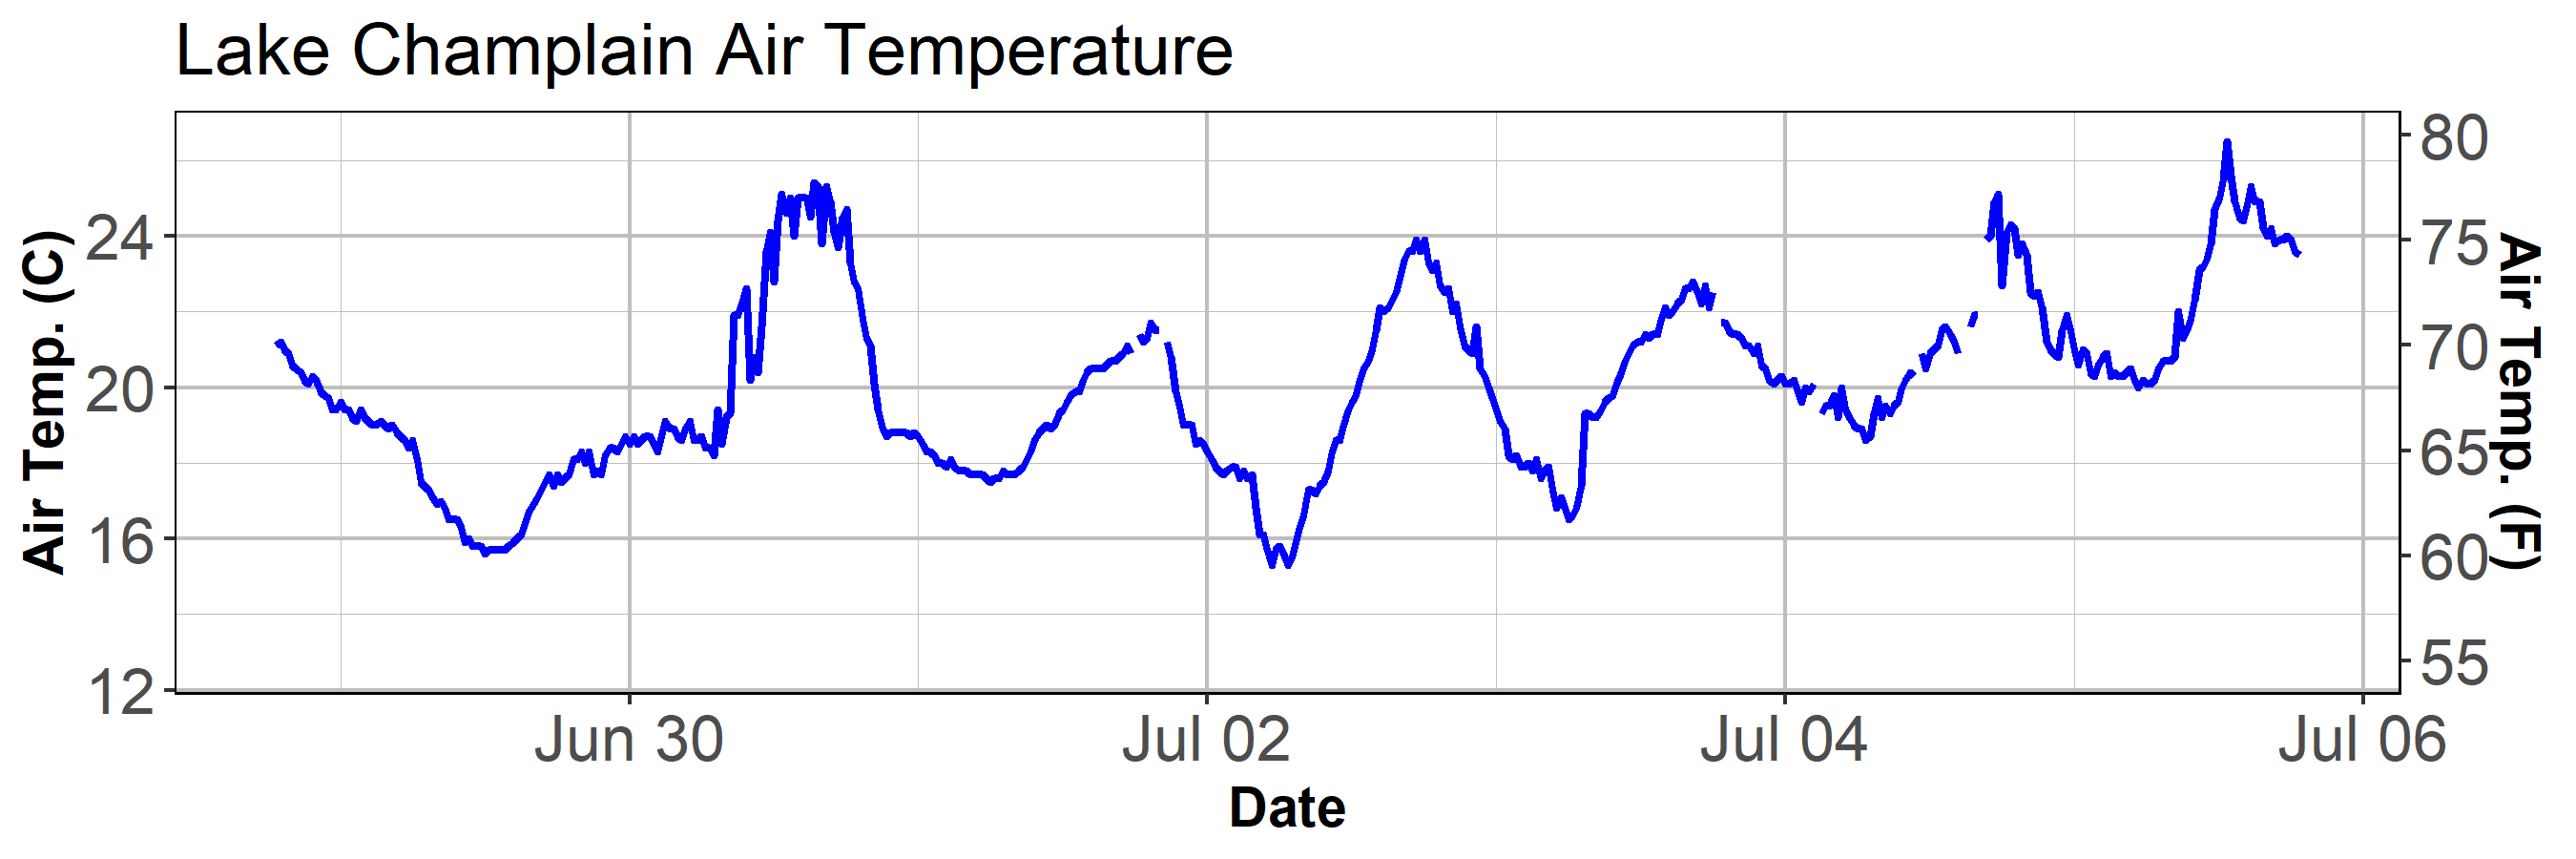 Lake Champlain Air Temperature
Air Temp. (C)
24
20
16
12
80
75
70
65
60
55
Air Temp. (F)
Jun 30
Jul 02
Jul 04
Jul 06
Date